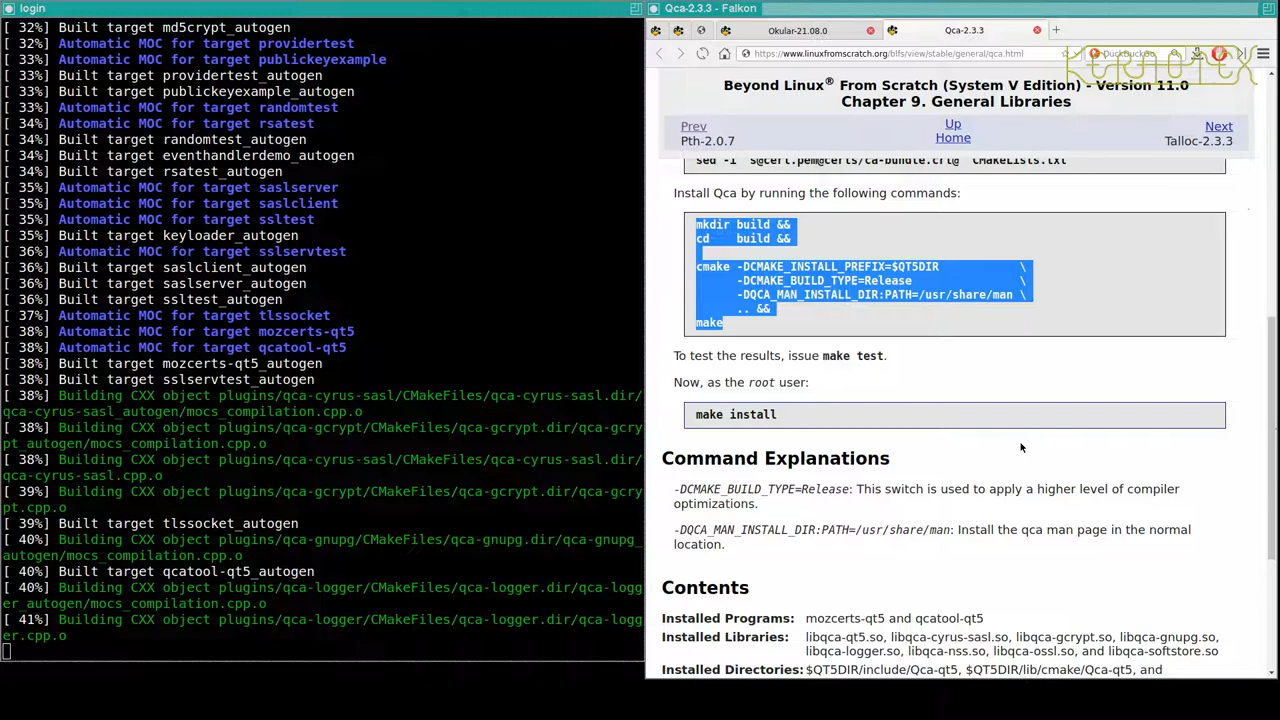 login
[ 32%] Built target md5crypt_autogen
[ 32%] Automatic MOC for target providertest
[ 33%] Automatic MOC for target publickeyexample
[ 33%] Built target providertest_autogen
[ 33%] Built target publickeyexample_autogen
[ 33%] Automatic MOC for target randomtest
[ 34%] Automatic MOC for target rsatest
[ 34%] Built target randomtest_autogen
[ 34%] Built target eventhandlerdemo_autogen
[ 34%] Built target rsatest_autogen
[ 35%] Automatic MOC for target saslserver
[ 35%] Automatic MOC for target saslclient
[ 35%] Automatic MOC for target ssltest
[ 35%] Built target keyloader_autogen
[ 36%] Automatic MOC for target sslservtest
[ 36%] Built target saslclient_autogen
[ 36%] Built target saslserver_autogen
[ 36%] Built target ssltest_autogen
[ 37%] Automatic MOC for target tlssocket
[ 38%] Automatic MOC for target mozcerts-qt5
[ 38%] Automatic MOC for target qcatool-qt5
[ 38%] Built target mozcerts-qt5_autogen
[ 38%] Built target sslservtest_autogen
[ 38%] Building CXX object plugins/qca-cyrus-sasl/CMakeFiles/qca-cyrus-sasl.dir/
qca-cyrus-sasl_autogen/mocs_compilation.cpp.o
[ 38%] Building CXX object plugins/qca-gcrypt/CMakeFiles/qca-gcrypt.dir/qca-gcry
pt_autogen/mocs_compilation.cpp.o
[ 38%] Building CXX object plugins/qca-cyrus-sasl/CMakeFiles/qca-cyrus-sasl.dir/
qca-cyrus-sasl.cpp.o
[ 39%] Building CXX object plugins/qca-gcrypt/CMakeFiles/qca-gcrypt.dir/qca-gcry
pt.cpp.o
[ 39%] Built target tlssocket_autogen
[ 40%] Building CXX object plugins/qca-gnupg/CMakeFiles/qca-gnupg.dir/qca-gnupg_
autogen/mocs_compilation.cpp.o
[ 40%] Built target qcatool-qt5_autogen
[ 40%] Building CXX object plugins/qca-logger/CMakeFiles/qca-logger.dir/qca-logg
er_autogen/mocs_compilation.cpp.o
[ 41%] Building CXX object plugins/qca-logger/CMakeFiles/qca-logger.dir/qca-logg
er.cpp.o
Qca-2.3.3 - Falkon
Okular-21.08.0
Qca-2.3.3
https://www.linuxfromscratch.org/blfs/view/stable/general/qca.html
DuckDuckGo
KERNOTEX
Beyond Linux® From Scratch (System V Edition) - Version 11.0
Chapter 9. General Libraries
Prev
Up
Next
Pth-2.0.7
Home
Talloc-2.3.3
sed -i 's@cert.pem@certs/ca-bundle.crt@' CMakeLists.txt
Install Qca by running the following commands:
mkdir build &&
cd    build &&
cmake -DCMAKE_INSTALL_PREFIX=$QT5DIR            \
      -DCMAKE_BUILD_TYPE=Release                \
      -DQCA_MAN_INSTALL_DIR:PATH=/usr/share/man \
      .. &&
make
To test the results, issue make test.
Now, as the root user:
make install
Command Explanations
-DCMAKE_BUILD_TYPE=Release: This switch is used to apply a higher level of compiler
optimizations.
-DQCA_MAN_INSTALL_DIR:PATH=/usr/share/man: Install the qca man page in the normal
location.
Contents
Installed Programs: mozcerts-qt5 and qcatool-qt5
Installed Libraries: libqca-qt5.so, libqca-cyrus-sasl.so, libqca-gcrypt.so, libqca-gnupg.so,
libqca-logger.so, libqca-nss.so, libqca-ossl.so, and libqca-softstore.so
Installed Directories: $QT5DIR/include/Qca-qt5, $QT5DIR/lib/cmake/Qca-qt5, and